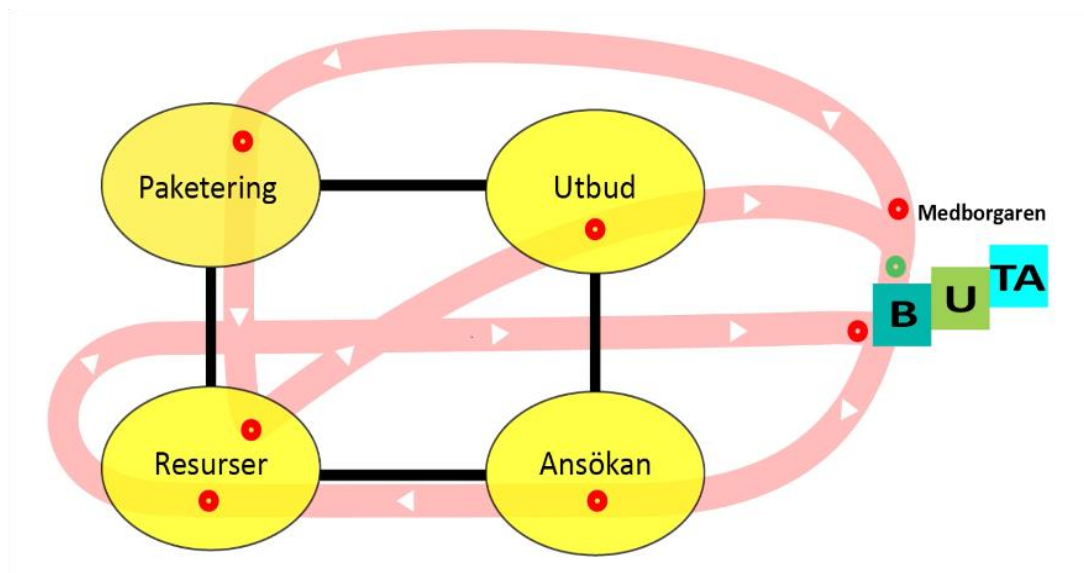 Paketering
Utbud
Medborgaren
B U TA
Resurser
Ansökan